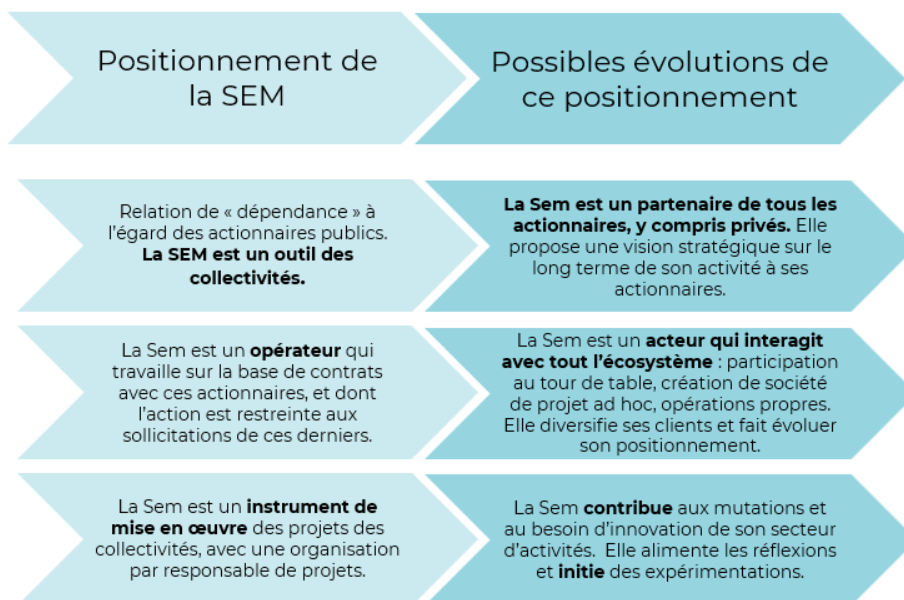 Positionnement de
la SEM
Possibles évolutions de
ce positionnement
Relation de « dépendance » à
l’égard des actionnaires publics.
La SEM est un outil des
collectivités.
La Sem est un partenaire de tous les
actionnaires, y compris privés. Elle
propose une vision stratégique sur le
long terme de son activité à ses
actionnaires.
La Sem est un opérateur qui
travaille sur la base de contrats
avec ces actionnaires, et dont
l’action est restreinte aux
sollicitations de ces derniers.
La Sem est un acteur qui interagit
avec tout l’écosystème : participation
au tour de table, création de société
de projet ad hoc, opérations propres.
Elle diversifie ses clients et fait évoluer
son positionnement.
La Sem est un instrument de
mise en œuvre des projets des
collectivités, avec une organisation
par responsable de projets.
La Sem contribue aux mutations et
au besoin d’innovation de son secteur
d’activités. Elle alimente les réflexions
et initie des expérimentations.